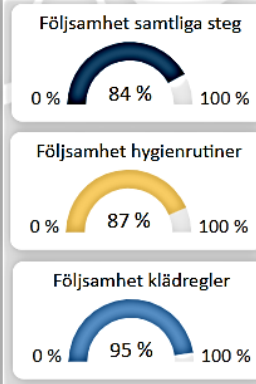 Följsamhet samtliga steg
84 %
0 % 100 %
Följsamhet hygienrutiner
87 %
0 % 100 %
Följsamhet klädregler
95 %
0 % 100 %